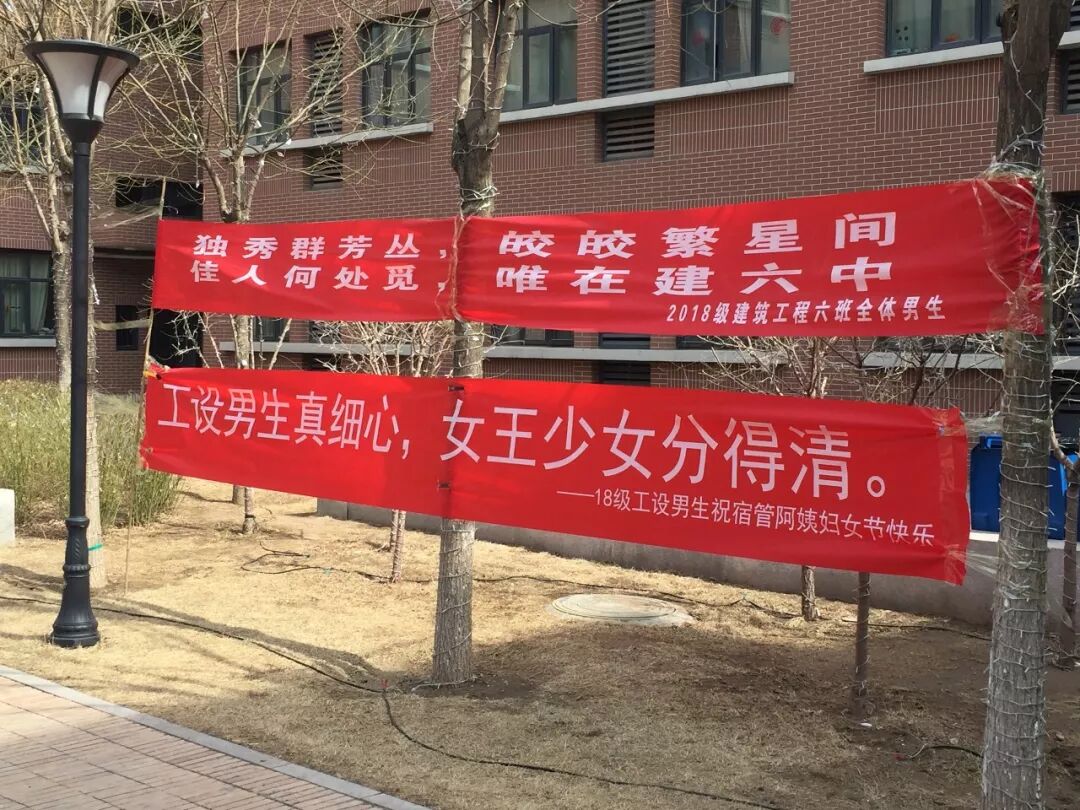 独秀群芳丛，皎皎繁星间
佳人何处觅，唯在建六中
2018级建筑工程六班全体男生
工设男生真细心，女王少女分得清。
——18级工设男生祝宿管阿姨妇女节快乐